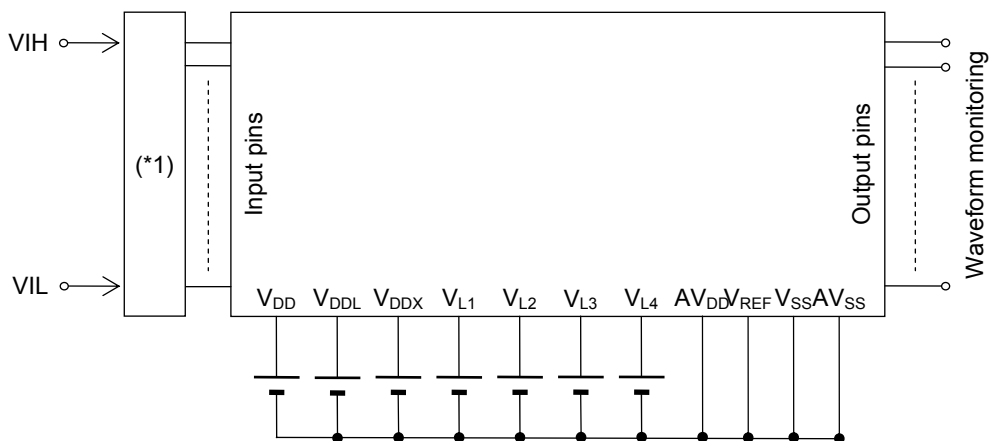 VIH
VIL
(*1)
Input pins
Output pins
Waveform monitoring
VDD VDDL VDDX VL1 VL2 VL3 VL4 AVDD VREF VSS AVSS